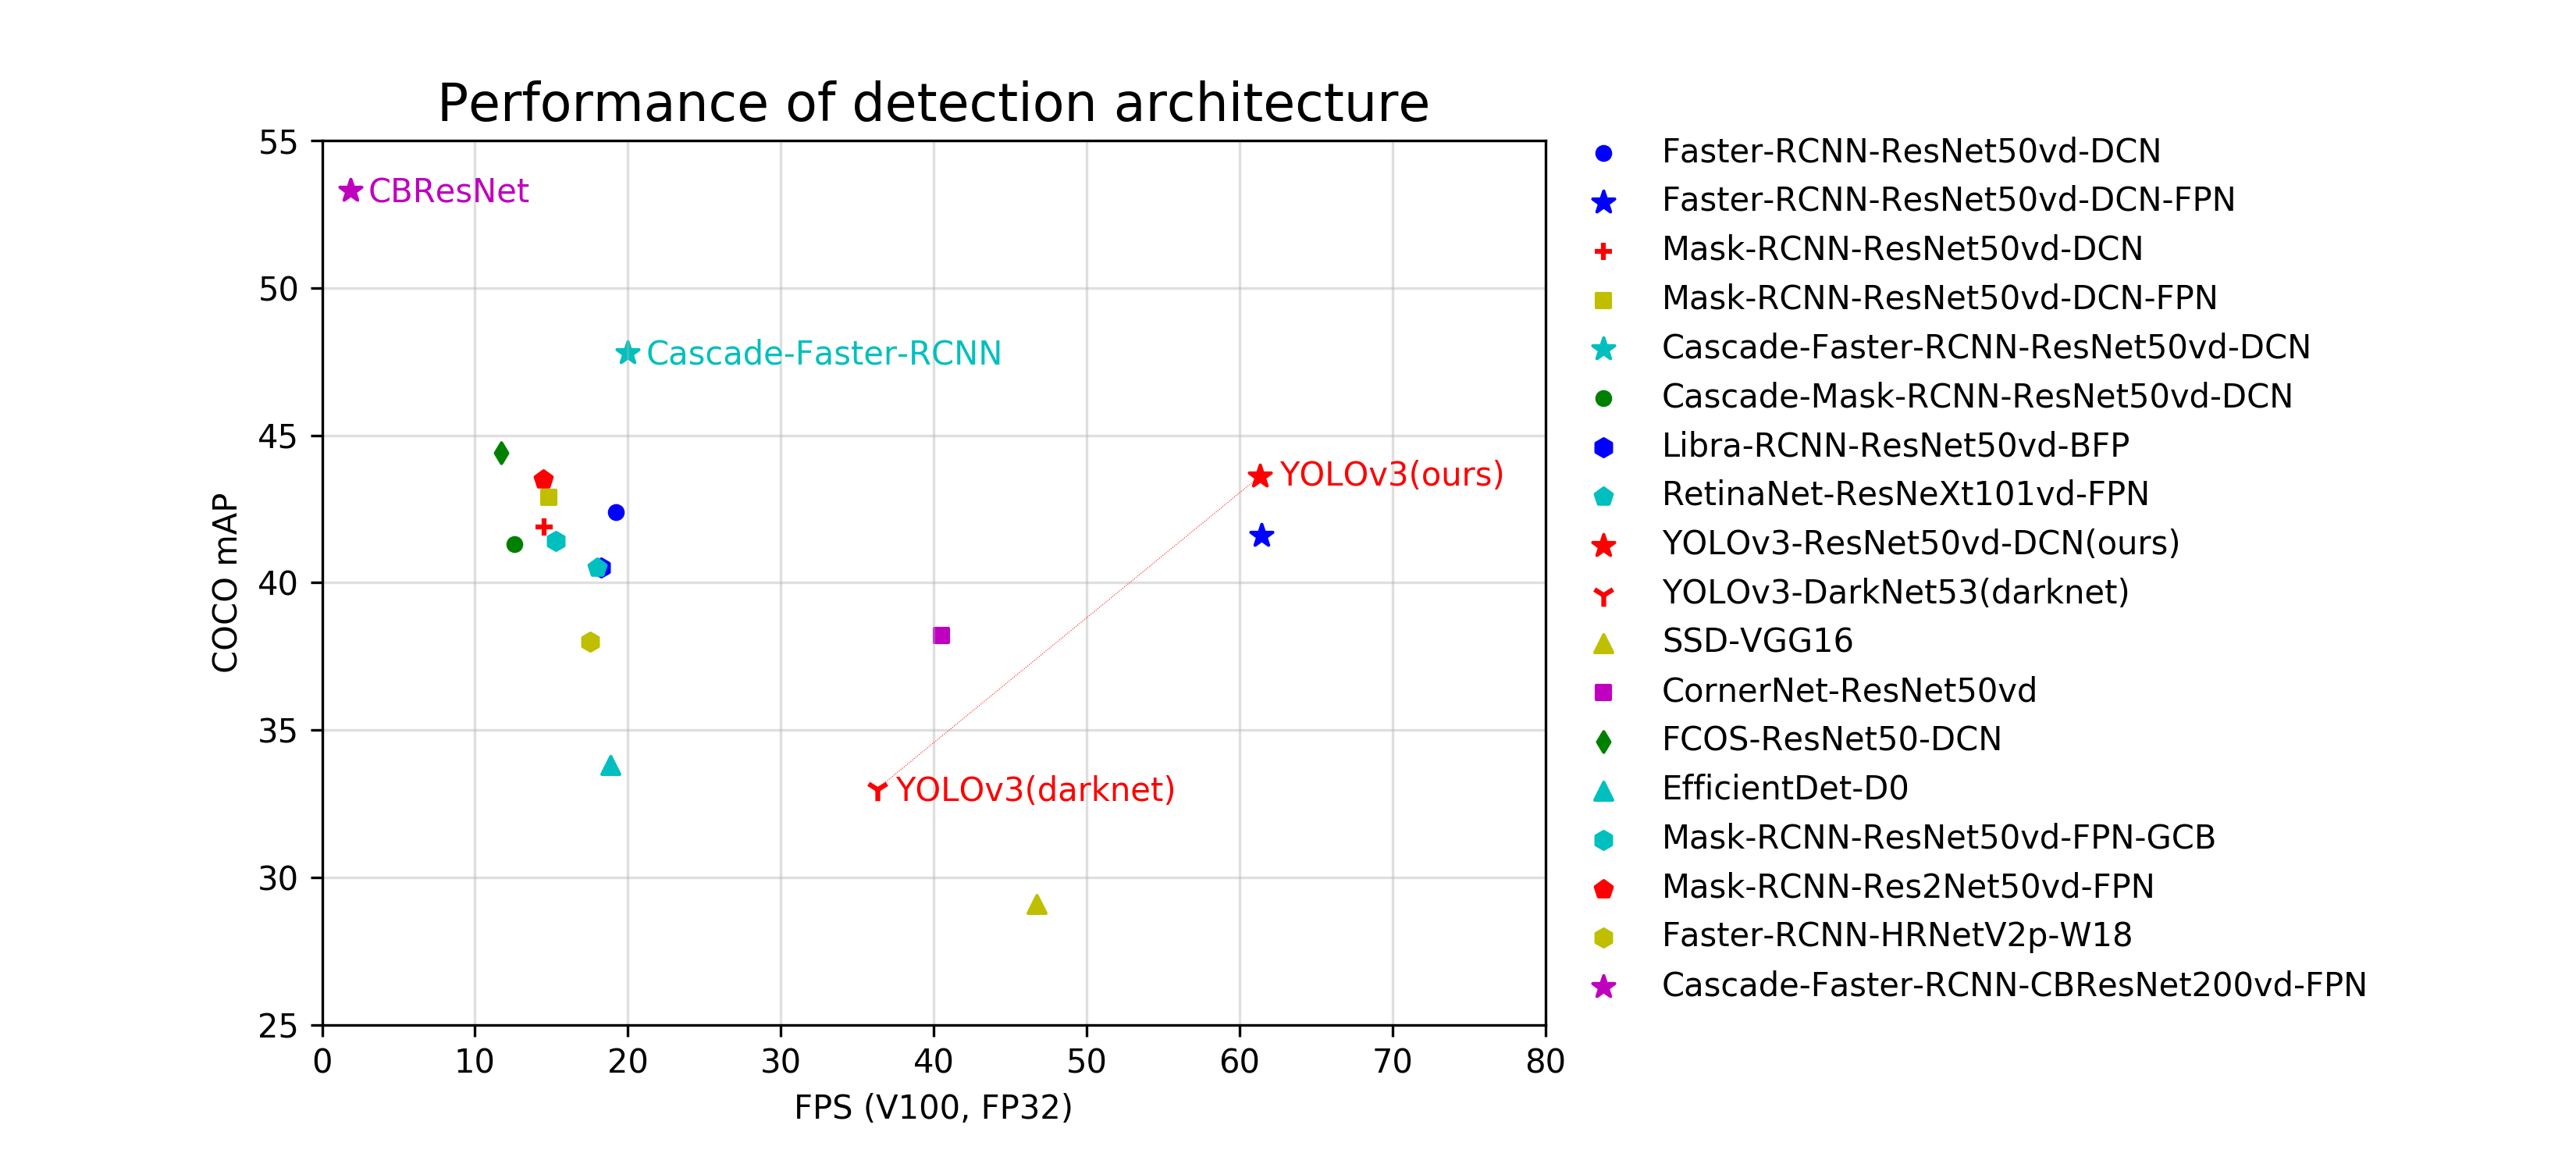 Performance of detection architecture
55
50
45
40
35
30
25
COCO mAP
CBResNet
Cascade-Faster-RCNN
YOLOv3(ours)
YOLOv3(darknet)
0 10 20 30 40 50 60 70 80
FPS (V100, FP32)
Faster-RCNN-ResNet50vd-DCN
Faster-RCNN-ResNet50vd-DCN-FPN
Mask-RCNN-ResNet50vd-DCN
Mask-RCNN-ResNet50vd-DCN-FPN
Cascade-Faster-RCNN-ResNet50vd-DCN
Cascade-Mask-RCNN-ResNet50vd-DCN
Libra-RCNN-ResNet50vd-BFP
RetinaNet-ResNeXt101vd-FPN
YOLOv3-ResNet50vd-DCN(ours)
YOLOv3-DarkNet53(darknet)
SSD-VGG16
CornerNet-ResNet50vd
FCOS-ResNet50-DCN
EfficientDet-D0
Mask-RCNN-ResNet50vd-FPN-GCB
Mask-RCNN-Res2Net50vd-FPN
Faster-RCNN-HRNetV2p-W18
Cascade-Faster-RCNN-CBResNet200vd-FPN